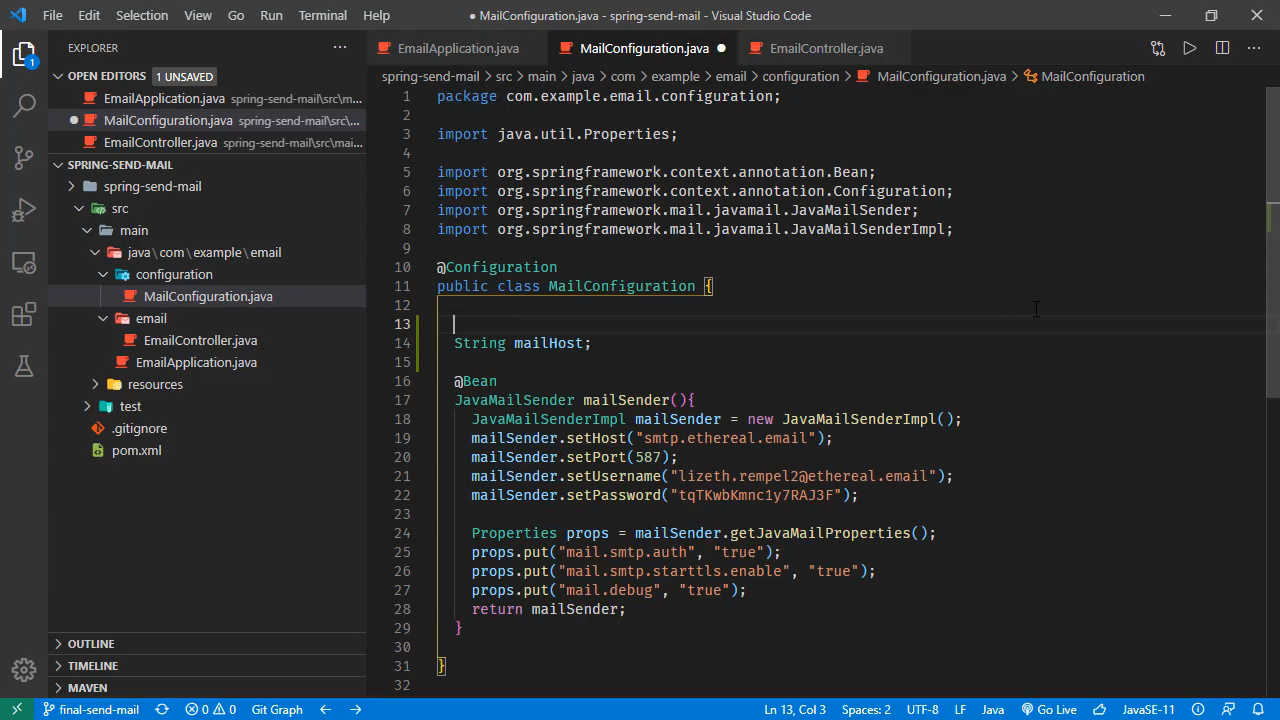 File Edit Selection View Go Run Terminal Help
● MailConfiguration.java - spring-send-mail - Visual Studio Code
EXPLORER
OPEN EDITORS 1 UNSAVED
EmailApplication.java spring-send-mail\src\m...
MailConfiguration.java spring-send-mail\src\...
EmailController.java spring-send-mail\src\mai...
SPRING-SEND-MAIL
spring-send-mail
src
main
java\com\example\email
configuration
MailConfiguration.java
email
EmailController.java
EmailApplication.java
resources
test
.gitignore
pom.xml
OUTLINE
TIMELINE
MAVEN
1
EmailApplication.java MailConfiguration.java ● EmailController.java
spring-send-mail > src > main > java > com > example > email > configuration > MailConfiguration.java > MailConfiguration
1 package com.example.email.configuration;
2
3 import java.util.Properties;
4
5 import org.springframework.context.annotation.Bean;
6 import org.springframework.context.annotation.Configuration;
7 import org.springframework.mail.javamail.JavaMailSender;
8 import org.springframework.mail.javamail.JavaMailSenderImpl;
9
10 @Configuration
11 public class MailConfiguration {
12
13
14 String mailHost;
15
16 @Bean
17 JavaMailSender mailSender(){
18 JavaMailSenderImpl mailSender = new JavaMailSenderImpl();
19 mailSender.setHost("smtp.ethereal.email");
20 mailSender.setPort(587);
21 mailSender.setUsername("lizeth.rempel2@ethereal.email");
22 mailSender.setPassword("tqTKwbKmnc1y7RAJ3F");
23
24 Properties props = mailSender.getJavaMailProperties();
25 props.put("mail.smtp.auth", "true");
26 props.put("mail.smtp.starttls.enable", "true");
27 props.put("mail.debug", "true");
28 return mailSender;
29 }
30
31 }
32
final-send-mail 0 0 Git Graph Ln 13, Col 3 Spaces: 2 UTF-8 LF Java Go Live JavaSE-11